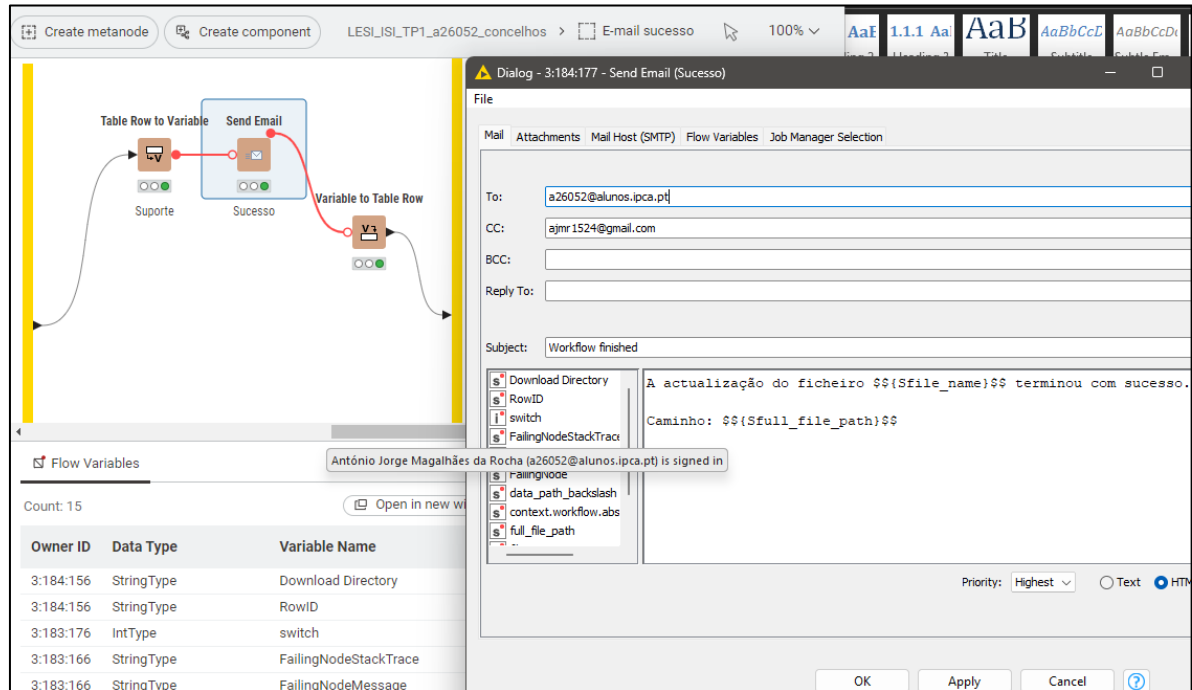 Create metanode
Create component
LESI_ISI_TP1_a26052_concelhos > E-mail sucesso
100%
1.1.1 Aa
AaB
AaBbCcD
Title
Subtitle
Dialog - 3:184:177 - Send Email (Sucesso)
File
Mail Attachments Mail Host (SMTP) Flow Variables Job Manager Selection
To: a26052@alunos.ipca.pt
CC: ajmr1524@gmail.com
BCC:
Reply To:
Subject: Workflow finished
Download Directory
RowID
switch
FailingNodeStackTrace
FailingNode
data_path_backslash
context.workflow.abs
full_file_path
A actualização do ficheiro $${Sfile_name}$$ terminou com sucesso.
Caminho: $${Sfull_file_path}$$
Priority: Highest Text HTM
OK Apply Cancel ?
Table Row to Variable
Suporte
Send Email
Sucesso
Variable to Table Row
António Jorge Magalhães da Rocha (a26052@alunos.ipca.pt) is signed in
Flow Variables
Count: 15
Open in new wi
Owner ID Data Type Variable Name
3:184:156 StringType Download Directory
3:184:156 StringType RowID
3:183:176 IntType switch
3:183:166 StringType FailingNodeStackTrace
3:183:166 StringType FailingNodeMessage